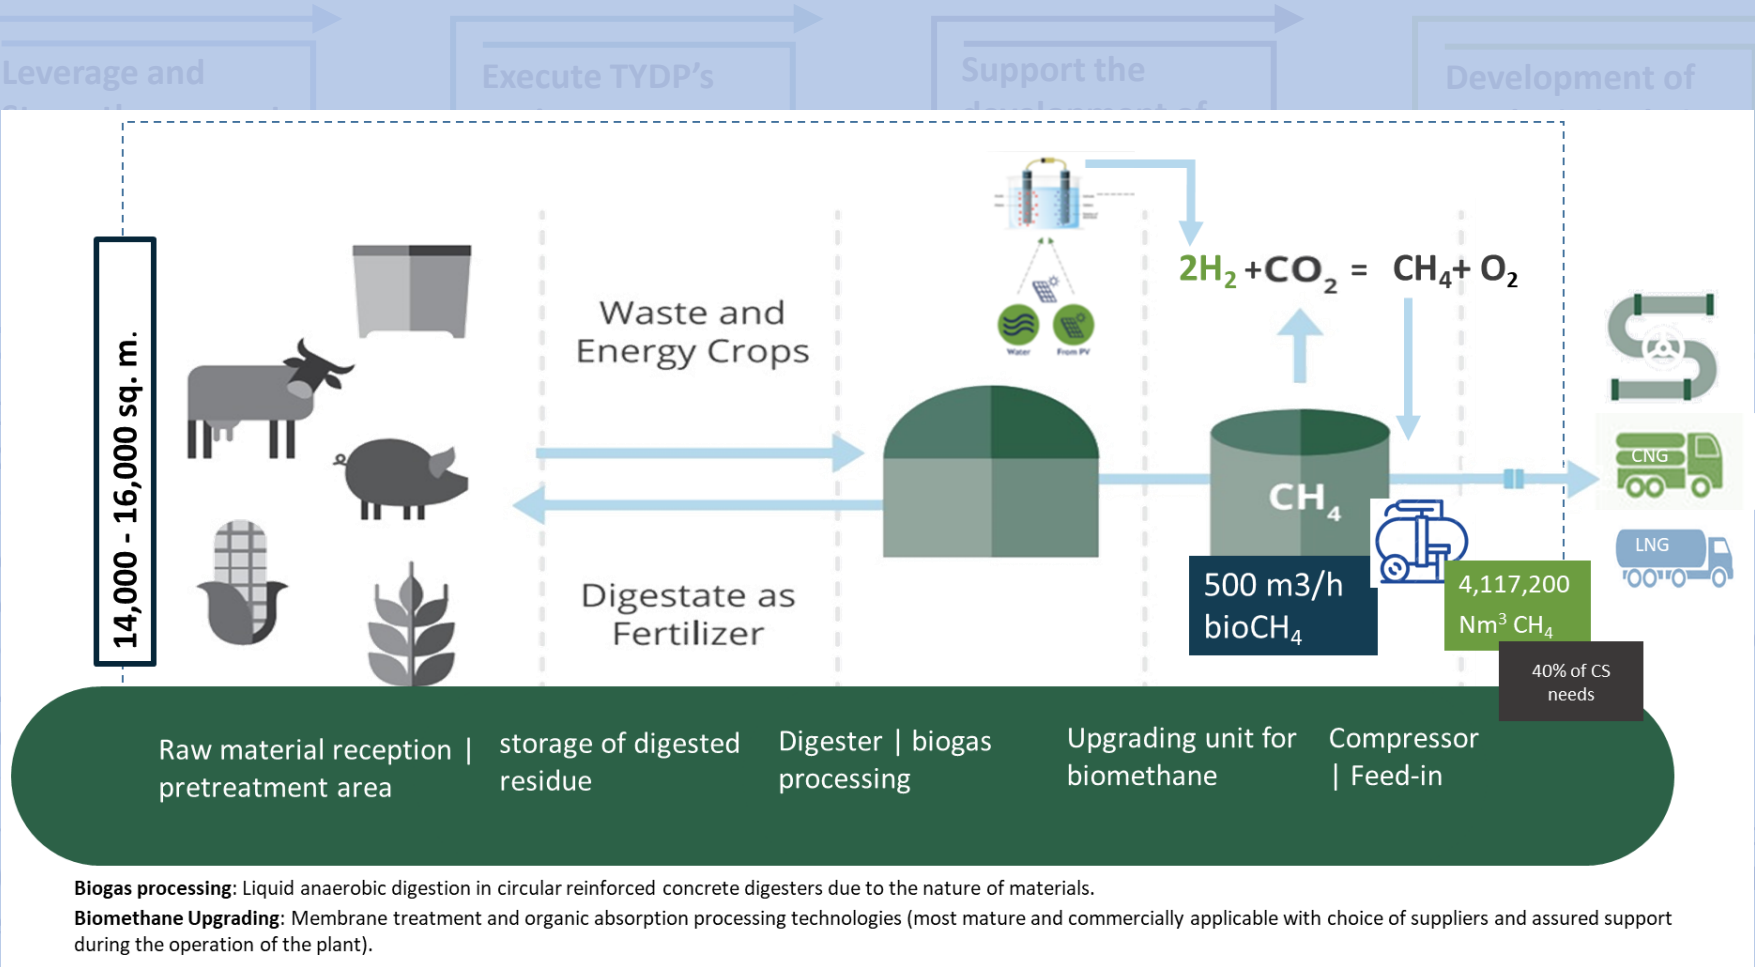 Leverage and
Execute TYDP's
Support the
development of
Development of
14,000 - 16,000 sq. m.
Waste and
Energy Crops
Digestate as
Fertilizer
Water
From PV
2H₂ +CO₂ = CH₄+ O₂
CH₄
500 m3/h
bioCH₄
4,117,200
Nm³ CH₄
40% of CS
needs
CNG
LNG
Raw material reception |
pretreatment area
storage of digested
residue
Digester | biogas
processing
Upgrading unit for
biomethane
Compressor
| Feed-in
Biogas processing: Liquid anaerobic digestion in circular reinforced concrete digesters due to the nature of materials.
Biomethane Upgrading: Membrane treatment and organic absorption processing technologies (most mature and commercially applicable with choice of suppliers and assured support
during the operation of the plant).